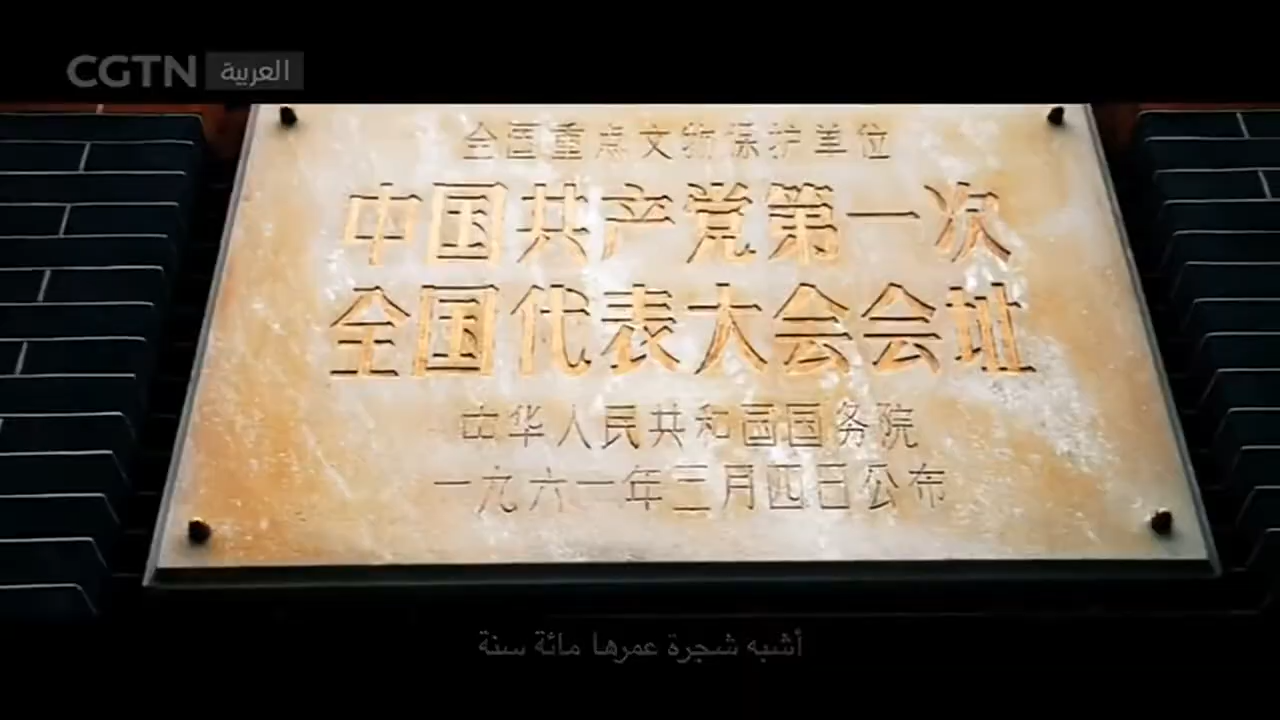 CGTN العربية
全国重点文物保护单位
中国共产党第一次
全国代表大会会址
中华人民共和国国务院
一九六一年三月四日公布
أشبه شجرة عمرها مائة سنة